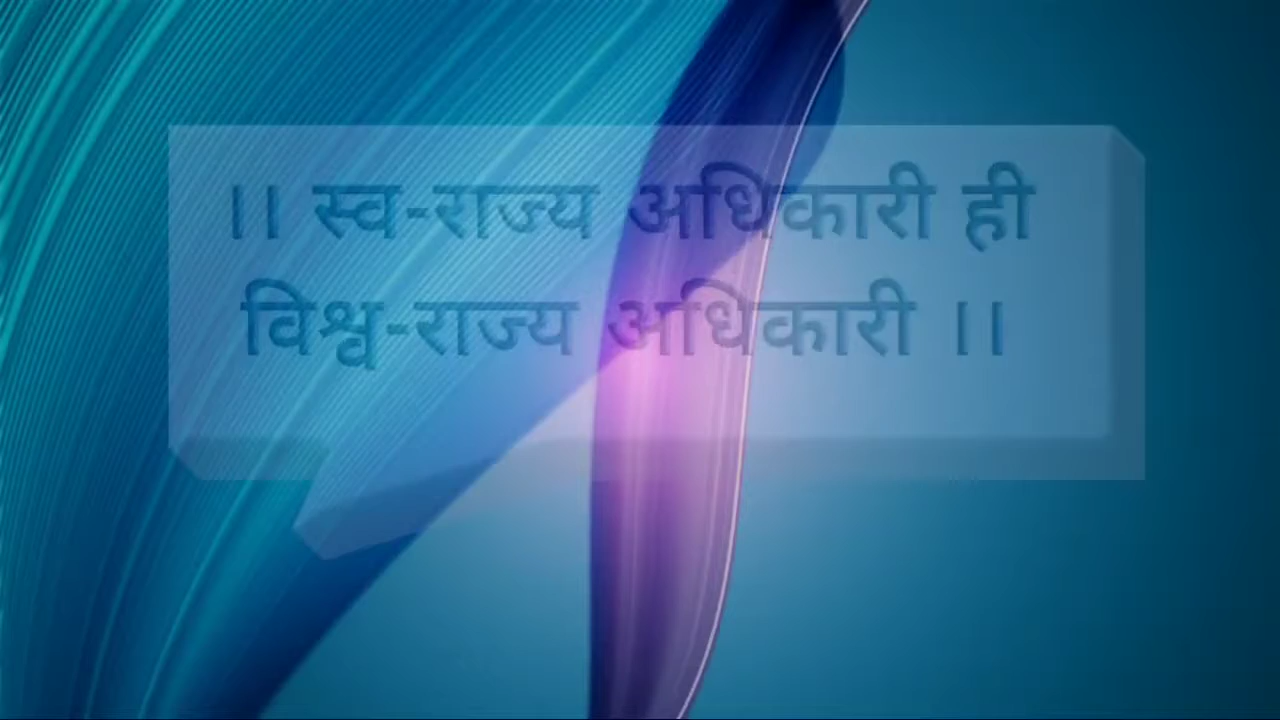 ।। स्व-राज्य अधिकारी ही
विश्व-राज्य अधिकारी ।।